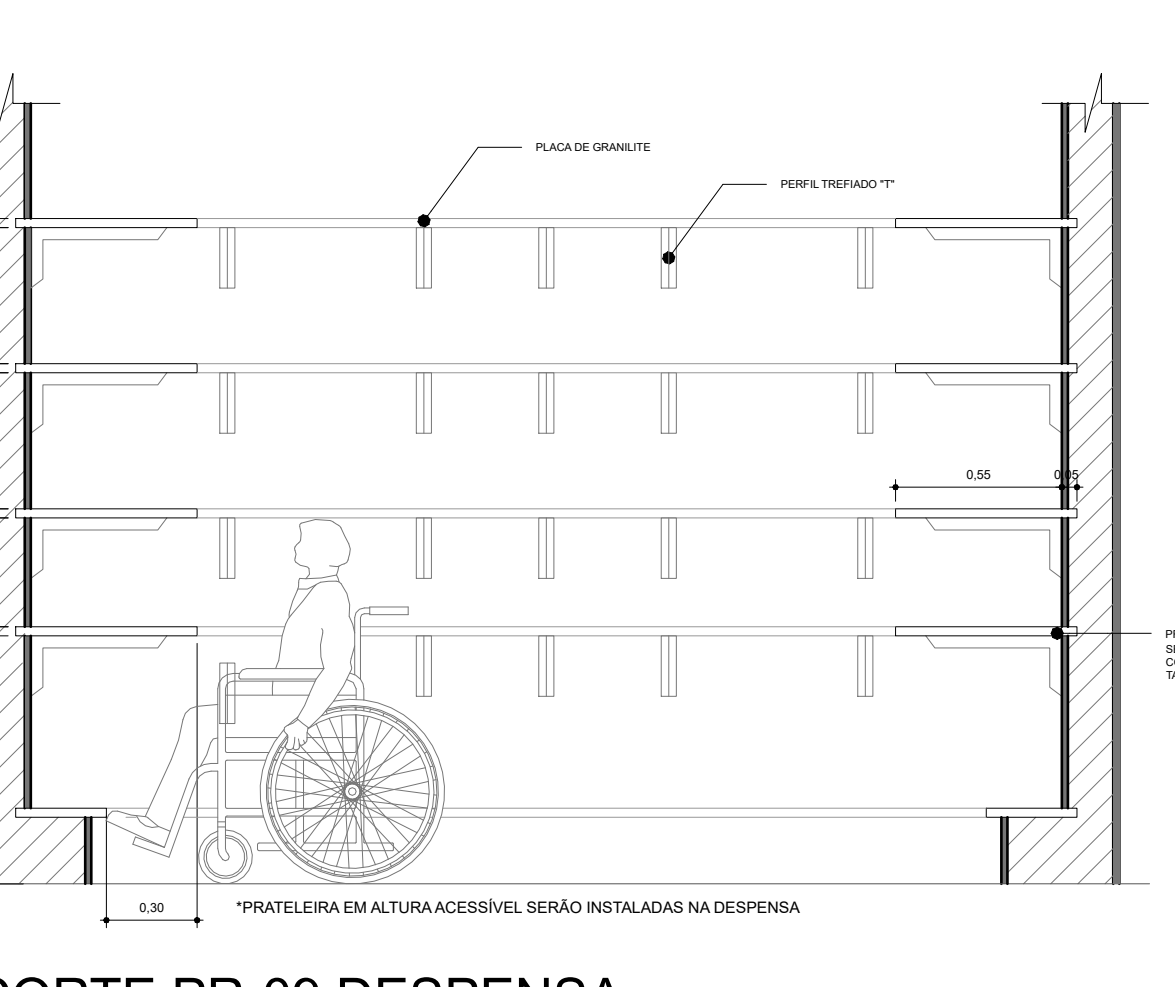 PLACA DE GRANILITE
PERFIL TREFIADO "T"
0,55
0,05
0,30
*PRATELEIRA EM ALTURA ACESSÍVEL SERÃO INSTALADAS NA DESPENSA
DESPENSA